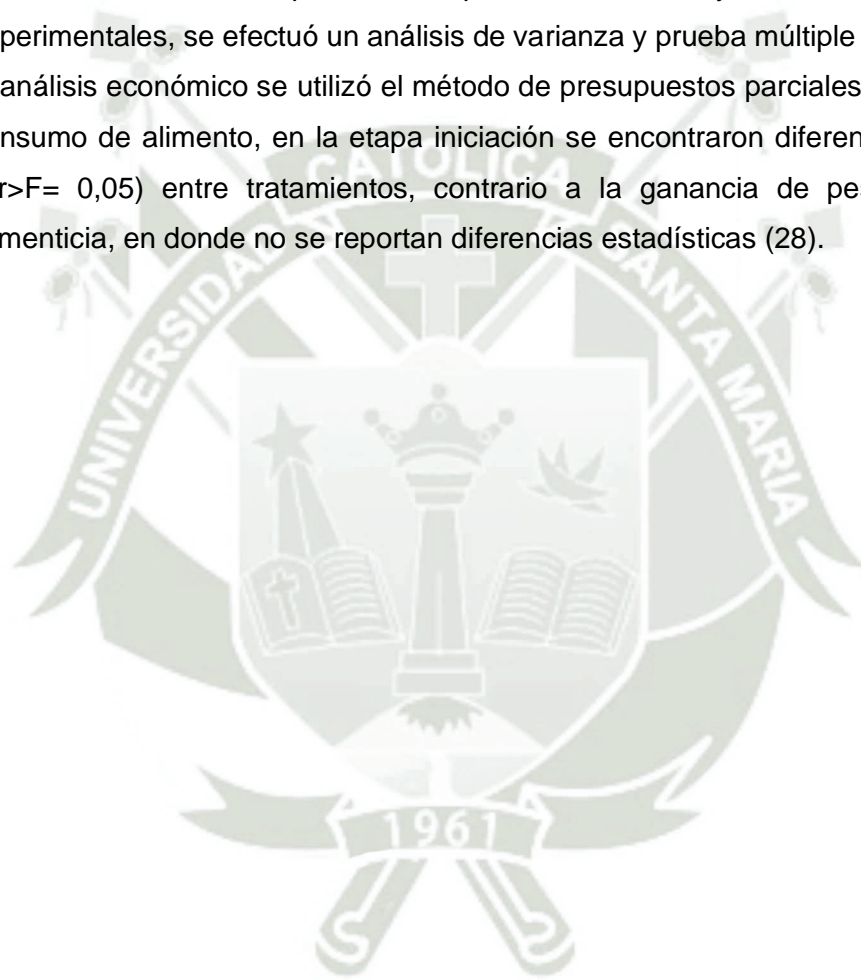 perimentales, se efectuó un análisis de varianza y prueba múltiple
análisis económico se utilizó el método de presupuestos parciales
nsumo de alimento, en la etapa iniciación se encontraron diferen
r>F= 0,05) entre tratamientos, contrario a la ganancia de pes
menticia, en donde no se reportan diferencias estadísticas (28).
UNIVERSIDAD CATOLICA SANTA MARIA
1961